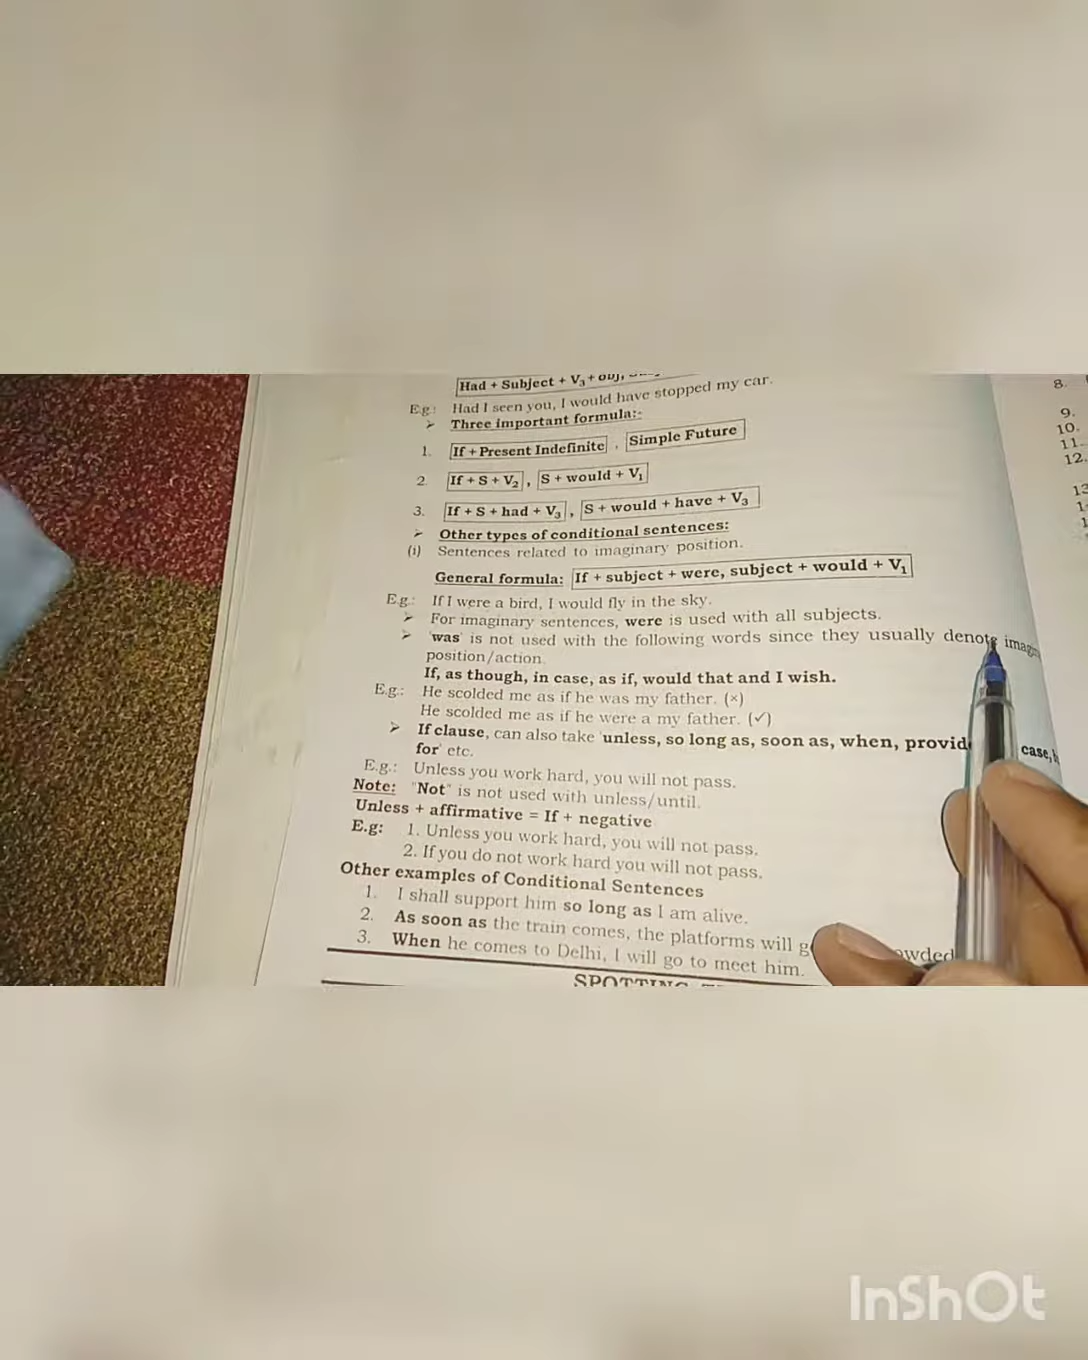 Had + Subject + V3 + obj,
E.g.: Had I seen you, I would have stopped my car.
➢ Three important formula:-
1. If + Present Indefinite , Simple Future
2. If + S + V2 , S + would + V1
3. If + S + had + V3 , S + would + have + V3
➢ Other types of conditional sentences:
(i) Sentences related to imaginary position.
General formula: If + subject + were, subject + would + V1
E.g.: If I were a bird, I would fly in the sky.
➢ For imaginary sentences, were is used with all subjects.
➢ 'was' is not used with the following words since they usually denote
position/action.
If, as though, in case, as if, would that and I wish.
E.g.: He scolded me as if he was my father. (×)
He scolded me as if he were a my father. (✓)
➢ If clause, can also take 'unless, so long as, soon as, when, case,
for' etc.
E.g.: Unless you work hard, you will not pass.
Note: "Not" is not used with unless/until.
Unless + affirmative = If + negative
E.g: 1. Unless you work hard, you will not pass.
2. If you do not work hard you will not pass.
Other examples of Conditional Sentences
1. I shall support him so long as I am alive.
2. As soon as the train comes, the platforms will
3. When he comes to Delhi, I will go to meet him.
SPOTTING
8.
9.
10.
11.
12.
13
InShOt